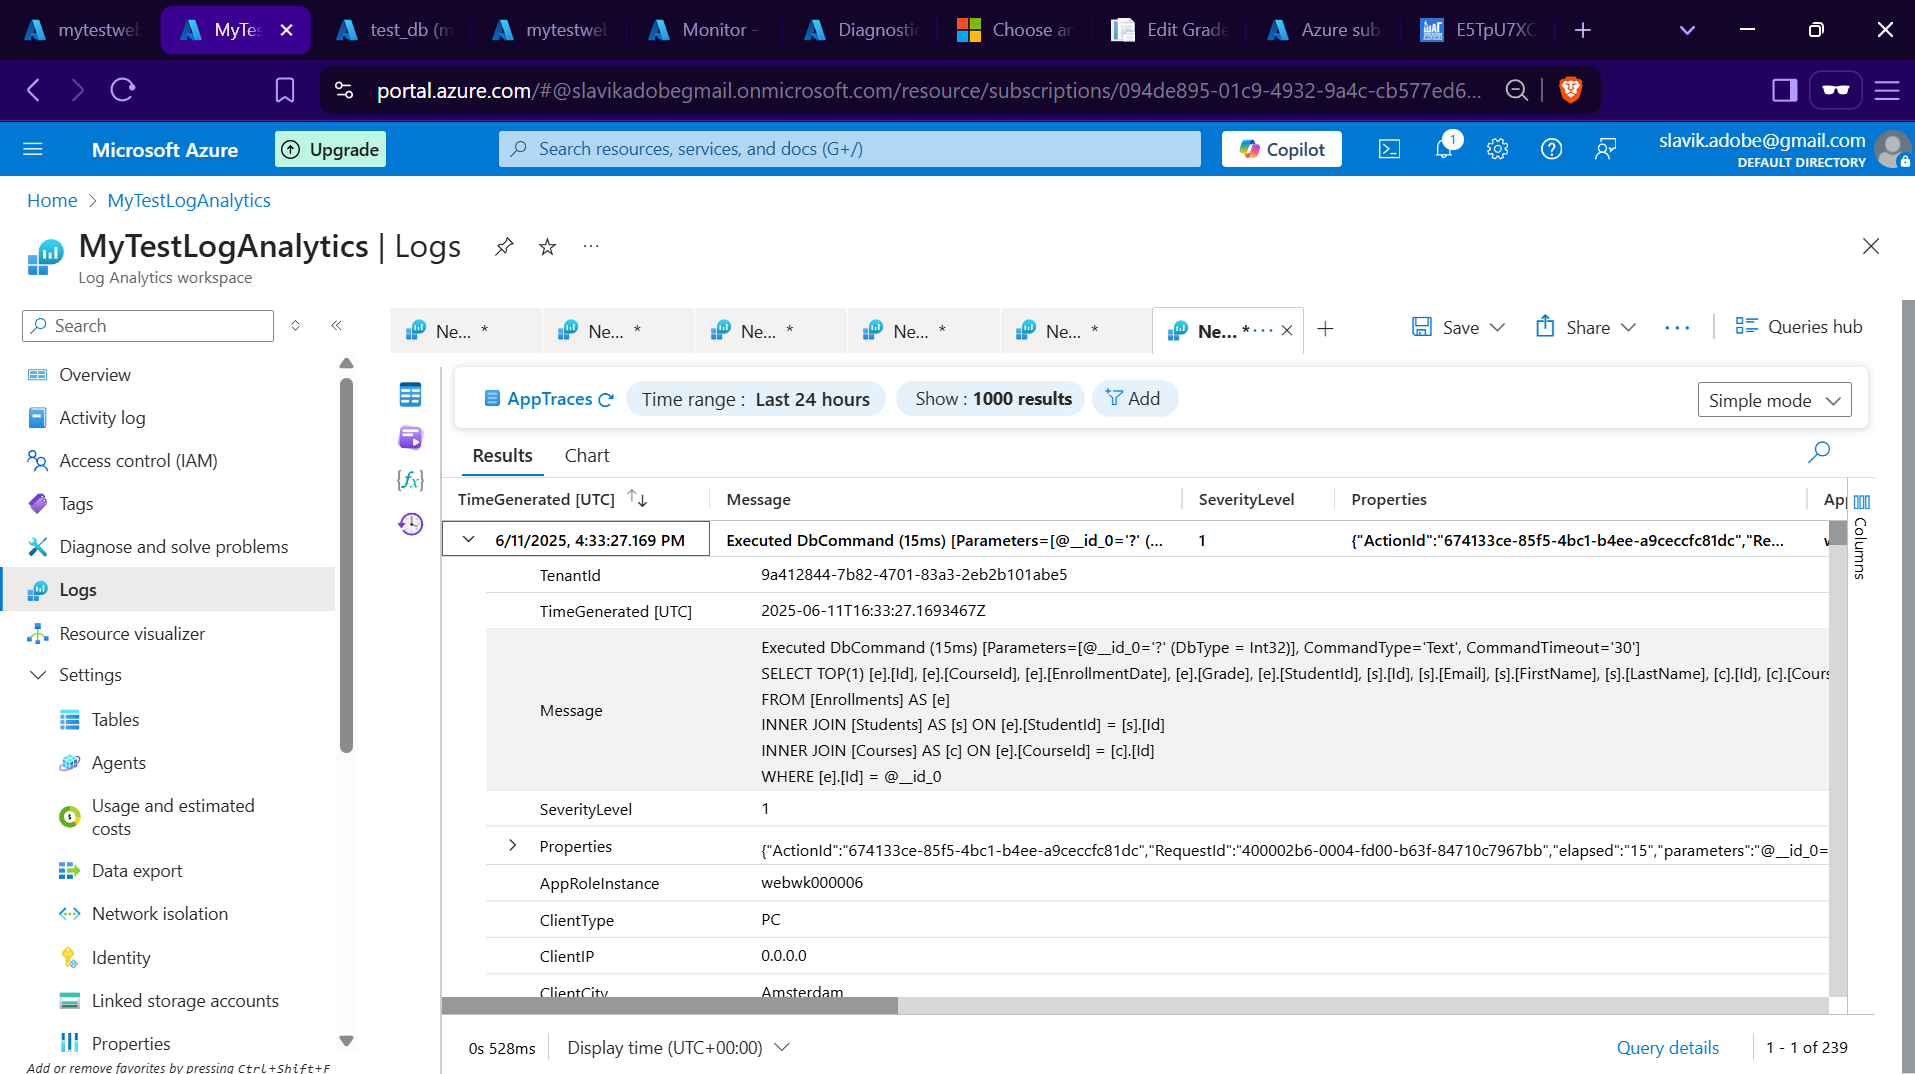 mytestweb
MyTes
test_db (m
mytestweb
Monitor -
Diagnostic
Choose an
Edit Grade
Azure sub
E5TpU7XC
portal.azure.com/#@slavikadobegmail.onmicrosoft.com/resource/subscriptions/094de895-01c9-4932-9a4c-cb577ed6...
Microsoft Azure
Upgrade
Search resources, services, and docs (G+/)
Copilot
1
slavik.adobe@gmail.com
DEFAULT DIRECTORY
Home > MyTestLogAnalytics
MyTestLogAnalytics | Logs
Log Analytics workspace
Search
Overview
Activity log
Access control (IAM)
Tags
Diagnose and solve problems
Logs
Resource visualizer
Settings
Tables
Agents
Usage and estimated
costs
Data export
Network isolation
Identity
Linked storage accounts
Properties
Add or remove favorites by pressing Ctrl+Shift+F
Ne... *
Ne... *
Ne... *
Ne... *
Ne... *
Ne... *
Save
Share
Queries hub
AppTraces
Time range : Last 24 hours
Show : 1000 results
Add
Simple mode
Results
Chart
TimeGenerated [UTC]
Message
SeverityLevel
Properties
App
Columns
6/11/2025, 4:33:27.169 PM
Executed DbCommand (15ms) [Parameters=[@__id_0='?' (...
1
{"ActionId":"674133ce-85f5-4bc1-b4ee-a9ceccfc81dc","Re...
TenantId
9a412844-7b82-4701-83a3-2eb2b101abe5
TimeGenerated [UTC]
2025-06-11T16:33:27.1693467Z
Message
Executed DbCommand (15ms) [Parameters=[@__id_0='?' (DbType = Int32)], CommandType='Text', CommandTimeout='30']
SELECT TOP(1) [e].[Id], [e].[CourseId], [e].[EnrollmentDate], [e].[Grade], [e].[StudentId], [s].[Id], [s].[Email], [s].[FirstName], [s].[LastName], [c].[Id], [c].[Cours
FROM [Enrollments] AS [e]
INNER JOIN [Students] AS [s] ON [e].[StudentId] = [s].[Id]
INNER JOIN [Courses] AS [c] ON [e].[CourseId] = [c].[Id]
WHERE [e].[Id] = @__id_0
SeverityLevel
1
Properties
{"ActionId":"674133ce-85f5-4bc1-b4ee-a9ceccfc81dc","RequestId":"400002b6-0004-fd00-b63f-84710c7967bb","elapsed":"15","parameters":"@__id_0=
AppRoleInstance
webwk000006
ClientType
PC
ClientIP
0.0.0.0
ClientCity
Amsterdam
0s 528ms
Display time (UTC+00:00)
Query details
1 - 1 of 239